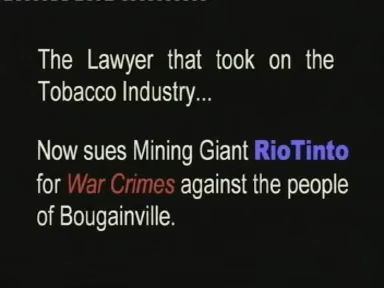 The Lawyer that took on the
Tobacco Industry...
Now sues Mining Giant RioTinto
for War Crimes against the people
of Bougainville.